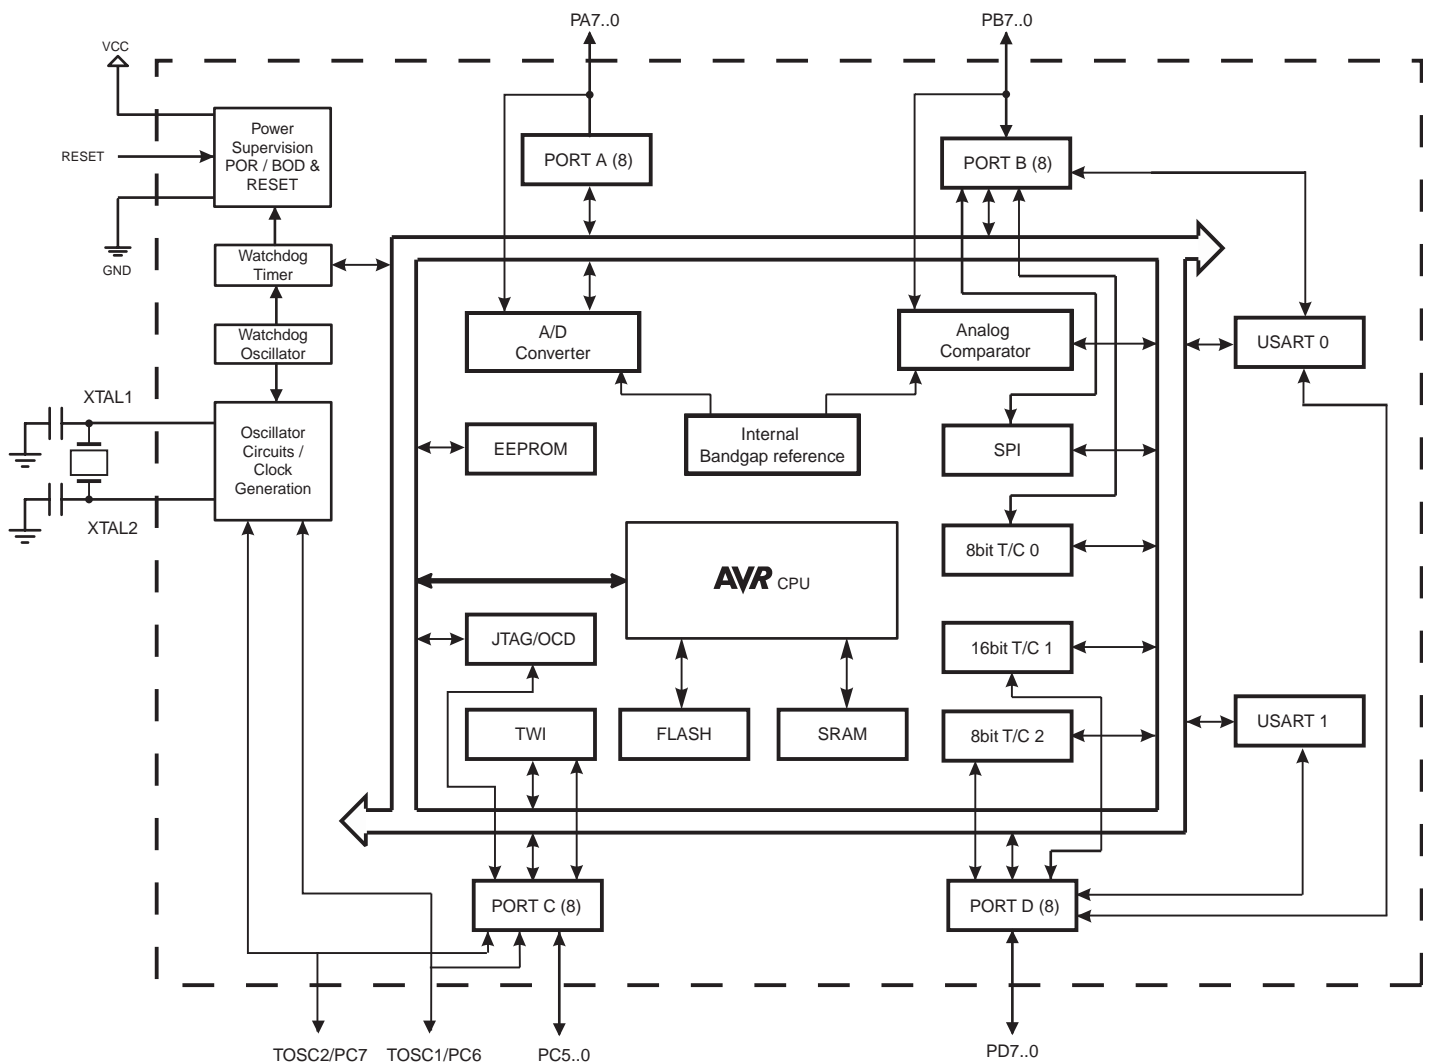 PA7..0
PB7..0
VCC
RESET
GND
Power
Supervision
POR / BOD &
RESET
PORT A (8)
PORT B (8)
Watchdog
Timer
Watchdog
Oscillator
A/D
Converter
Analog
Comparator
USART 0
XTAL1
XTAL2
Oscillator
Circuits /
Clock
Generation
EEPROM
Internal
Bandgap reference
SPI
AVR CPU
8bit T/C 0
JTAG/OCD
16bit T/C 1
TWI
FLASH
SRAM
8bit T/C 2
USART 1
PORT C (8)
PORT D (8)
TOSC2/PC7
TOSC1/PC6
PC5..0
PD7..0